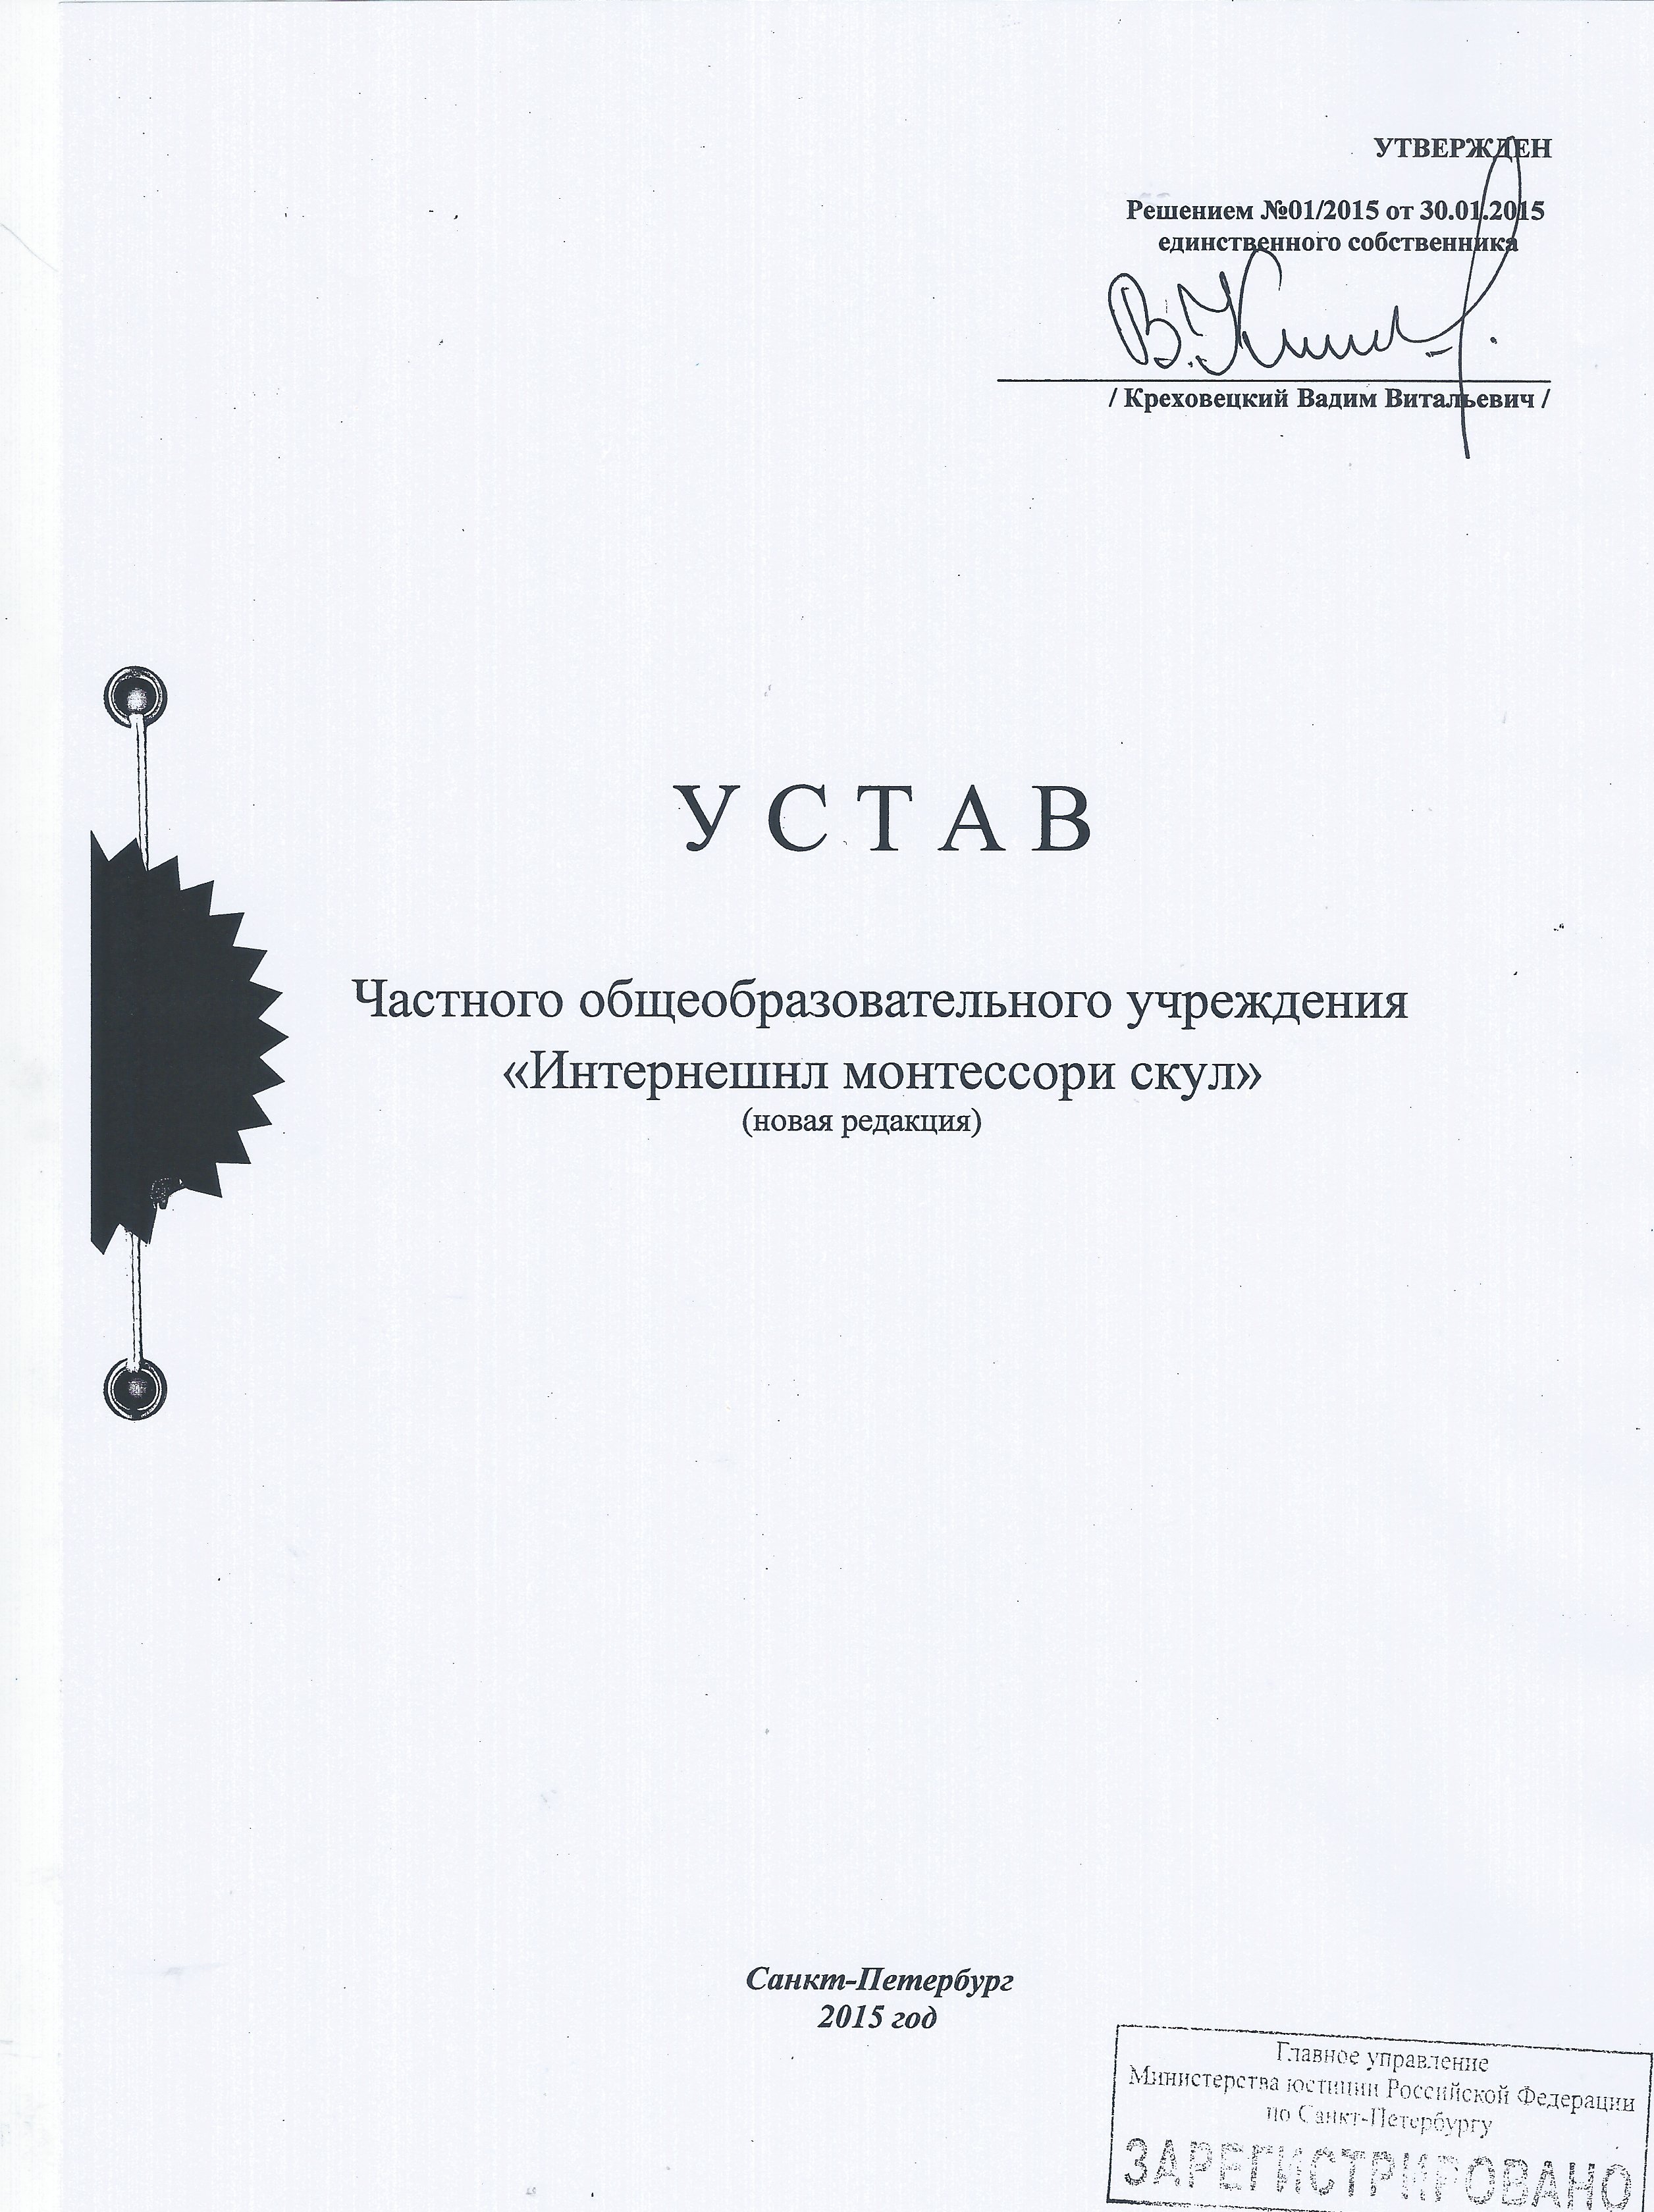 УТВЕРЖДЕН
Решением №01/2015 от 30.01.2015
единственного собственника
/ Креховецкий Вадим Витальевич /
У С Т А В
Частного общеобразовательного учреждения
«Интернешнл монтессори скул»
(новая редакция)
Санкт-Петербург
2015 год
Главное управление
Министерства юстиции Российской Федерации
по Санкт-Петербургу
ЗАРЕГИСТРИРОВАНО